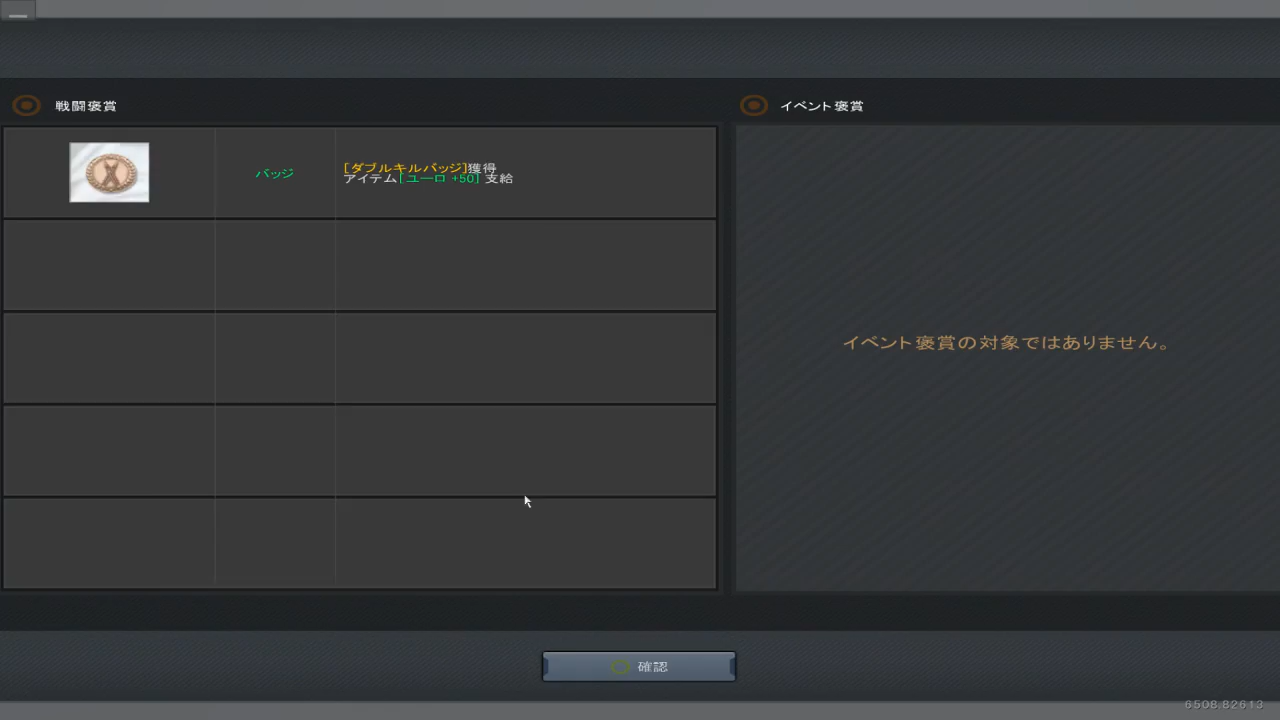 戦闘褒賞
イベント褒賞
バッジ
[ダブルキルバッジ]獲得
アイテム[ユーロ +50] 支給
イベント褒賞の対象ではありません。
確認
6508.82613